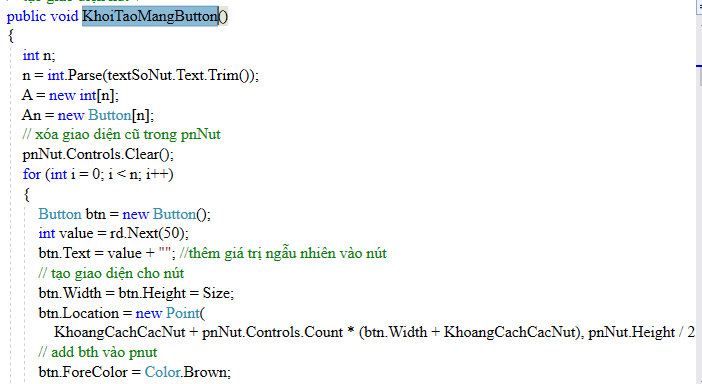 public void KhoiTaoMangButton()
{
int n;
n = int.Parse(textSoNut.Text.Trim());
A = new int[n];
An = new Button[n];
// xóa giao diện cũ trong pnNut
pnNut.Controls.Clear();
for (int i = 0; i < n; i++)
{
Button btn = new Button();
int value = rd.Next(50);
btn.Text = value + ""; //thêm giá trị ngẫu nhiên vào nút
// tạo giao diện cho nút
btn.Width = btn.Height = Size;
btn.Location = new Point(
KhoangCachCacNut + pnNut.Controls.Count * (btn.Width + KhoangCachCacNut), pnNut.Height / 2
// add bth vào pnut
btn.ForeColor = Color.Brown;